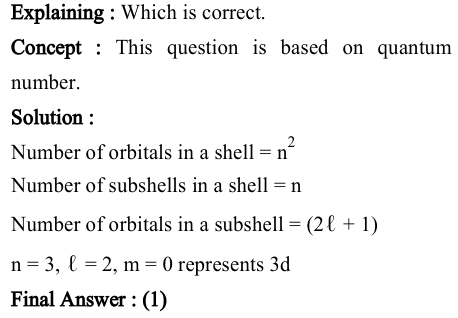 Explaining : Which is correct.
Concept : This question is based on quantum
number.
Solution :
Number of orbitals in a shell = n²
Number of subshells in a shell = n
Number of orbitals in a subshell = (2ℓ + 1)
n = 3, ℓ = 2, m = 0 represents 3d
Final Answer : (1)